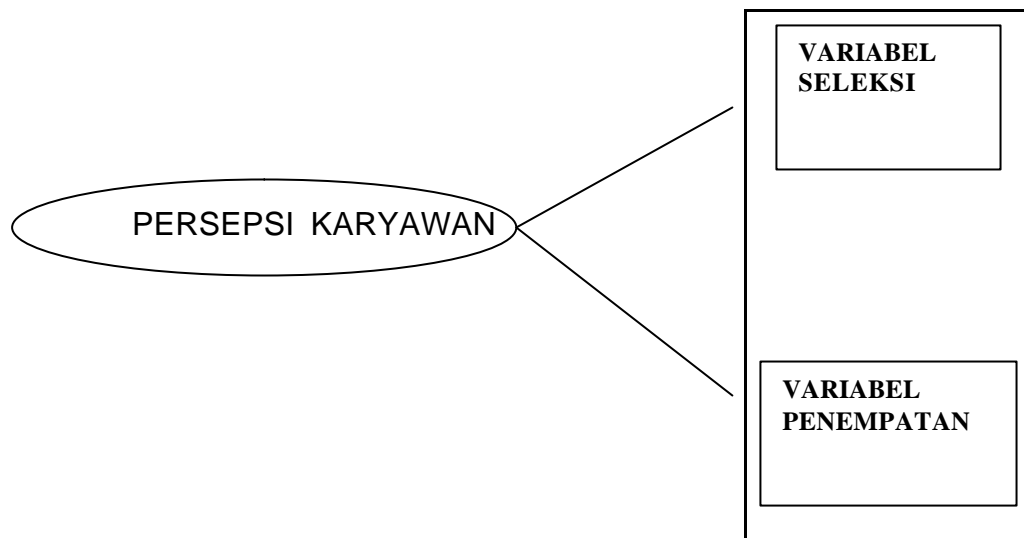 VARIABEL
SELEKSI
PERSEPSI KARYAWAN
VARIABEL
PENEMPATAN